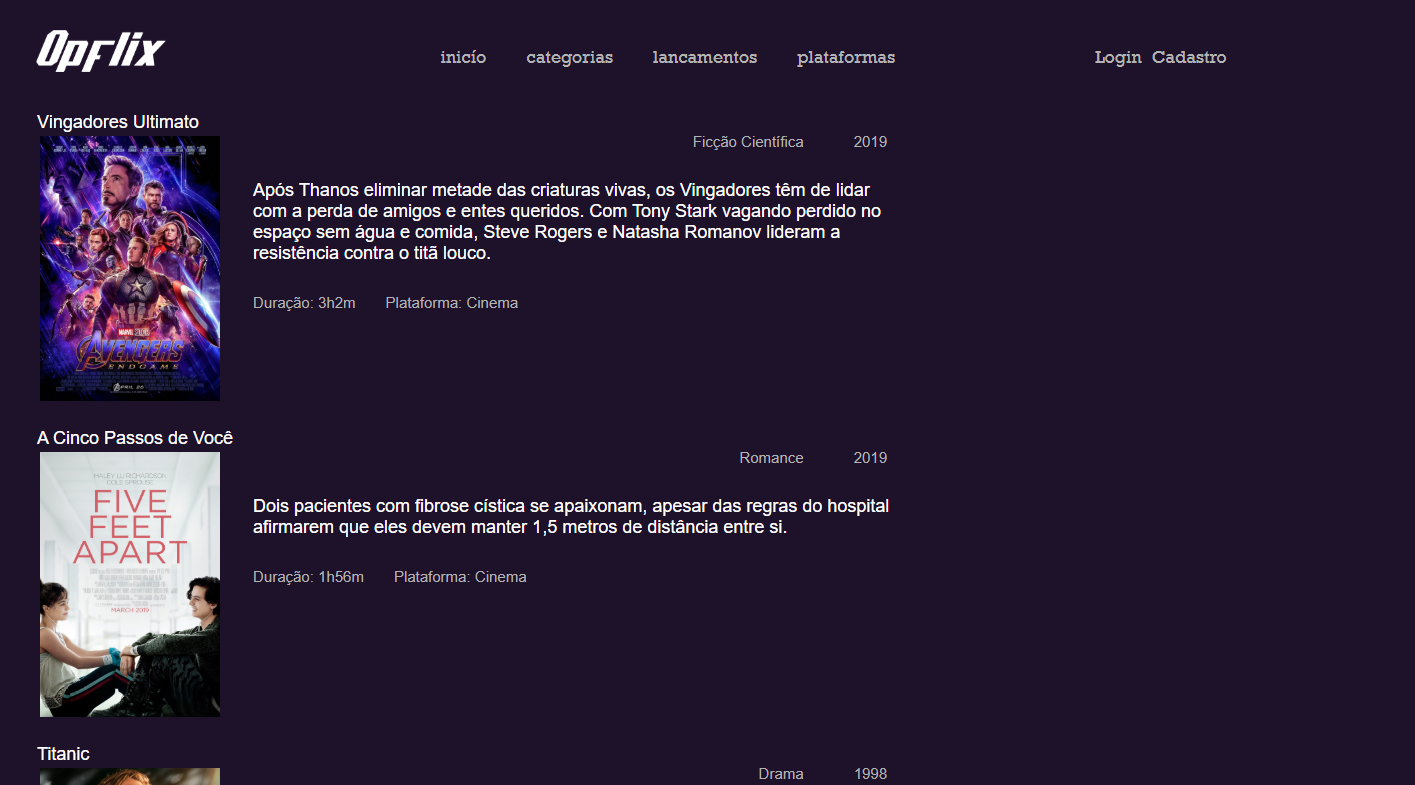 Opflix
inicío categorias lancamentos plataformas Login Cadastro
Vingadores Ultimato
Ficção Científica 2019
Após Thanos eliminar metade das criaturas vivas, os Vingadores têm de lidar
com a perda de amigos e entes queridos. Com Tony Stark vagando perdido no
espaço sem água e comida, Steve Rogers e Natasha Romanov lideram a
resistência contra o titã louco.
Duração: 3h2m Plataforma: Cinema
AVENGERS
ENDGAME
APRIL 26
A Cinco Passos de Você
Romance 2019
HALEY LU RICHARDSON
COLE SPROUSE
FIVE
FEET
APART
MARCH 2019
Dois pacientes com fibrose cística se apaixonam, apesar das regras do hospital
afirmarem que eles devem manter 1,5 metros de distância entre si.
Duração: 1h56m Plataforma: Cinema
Titanic
Drama 1998